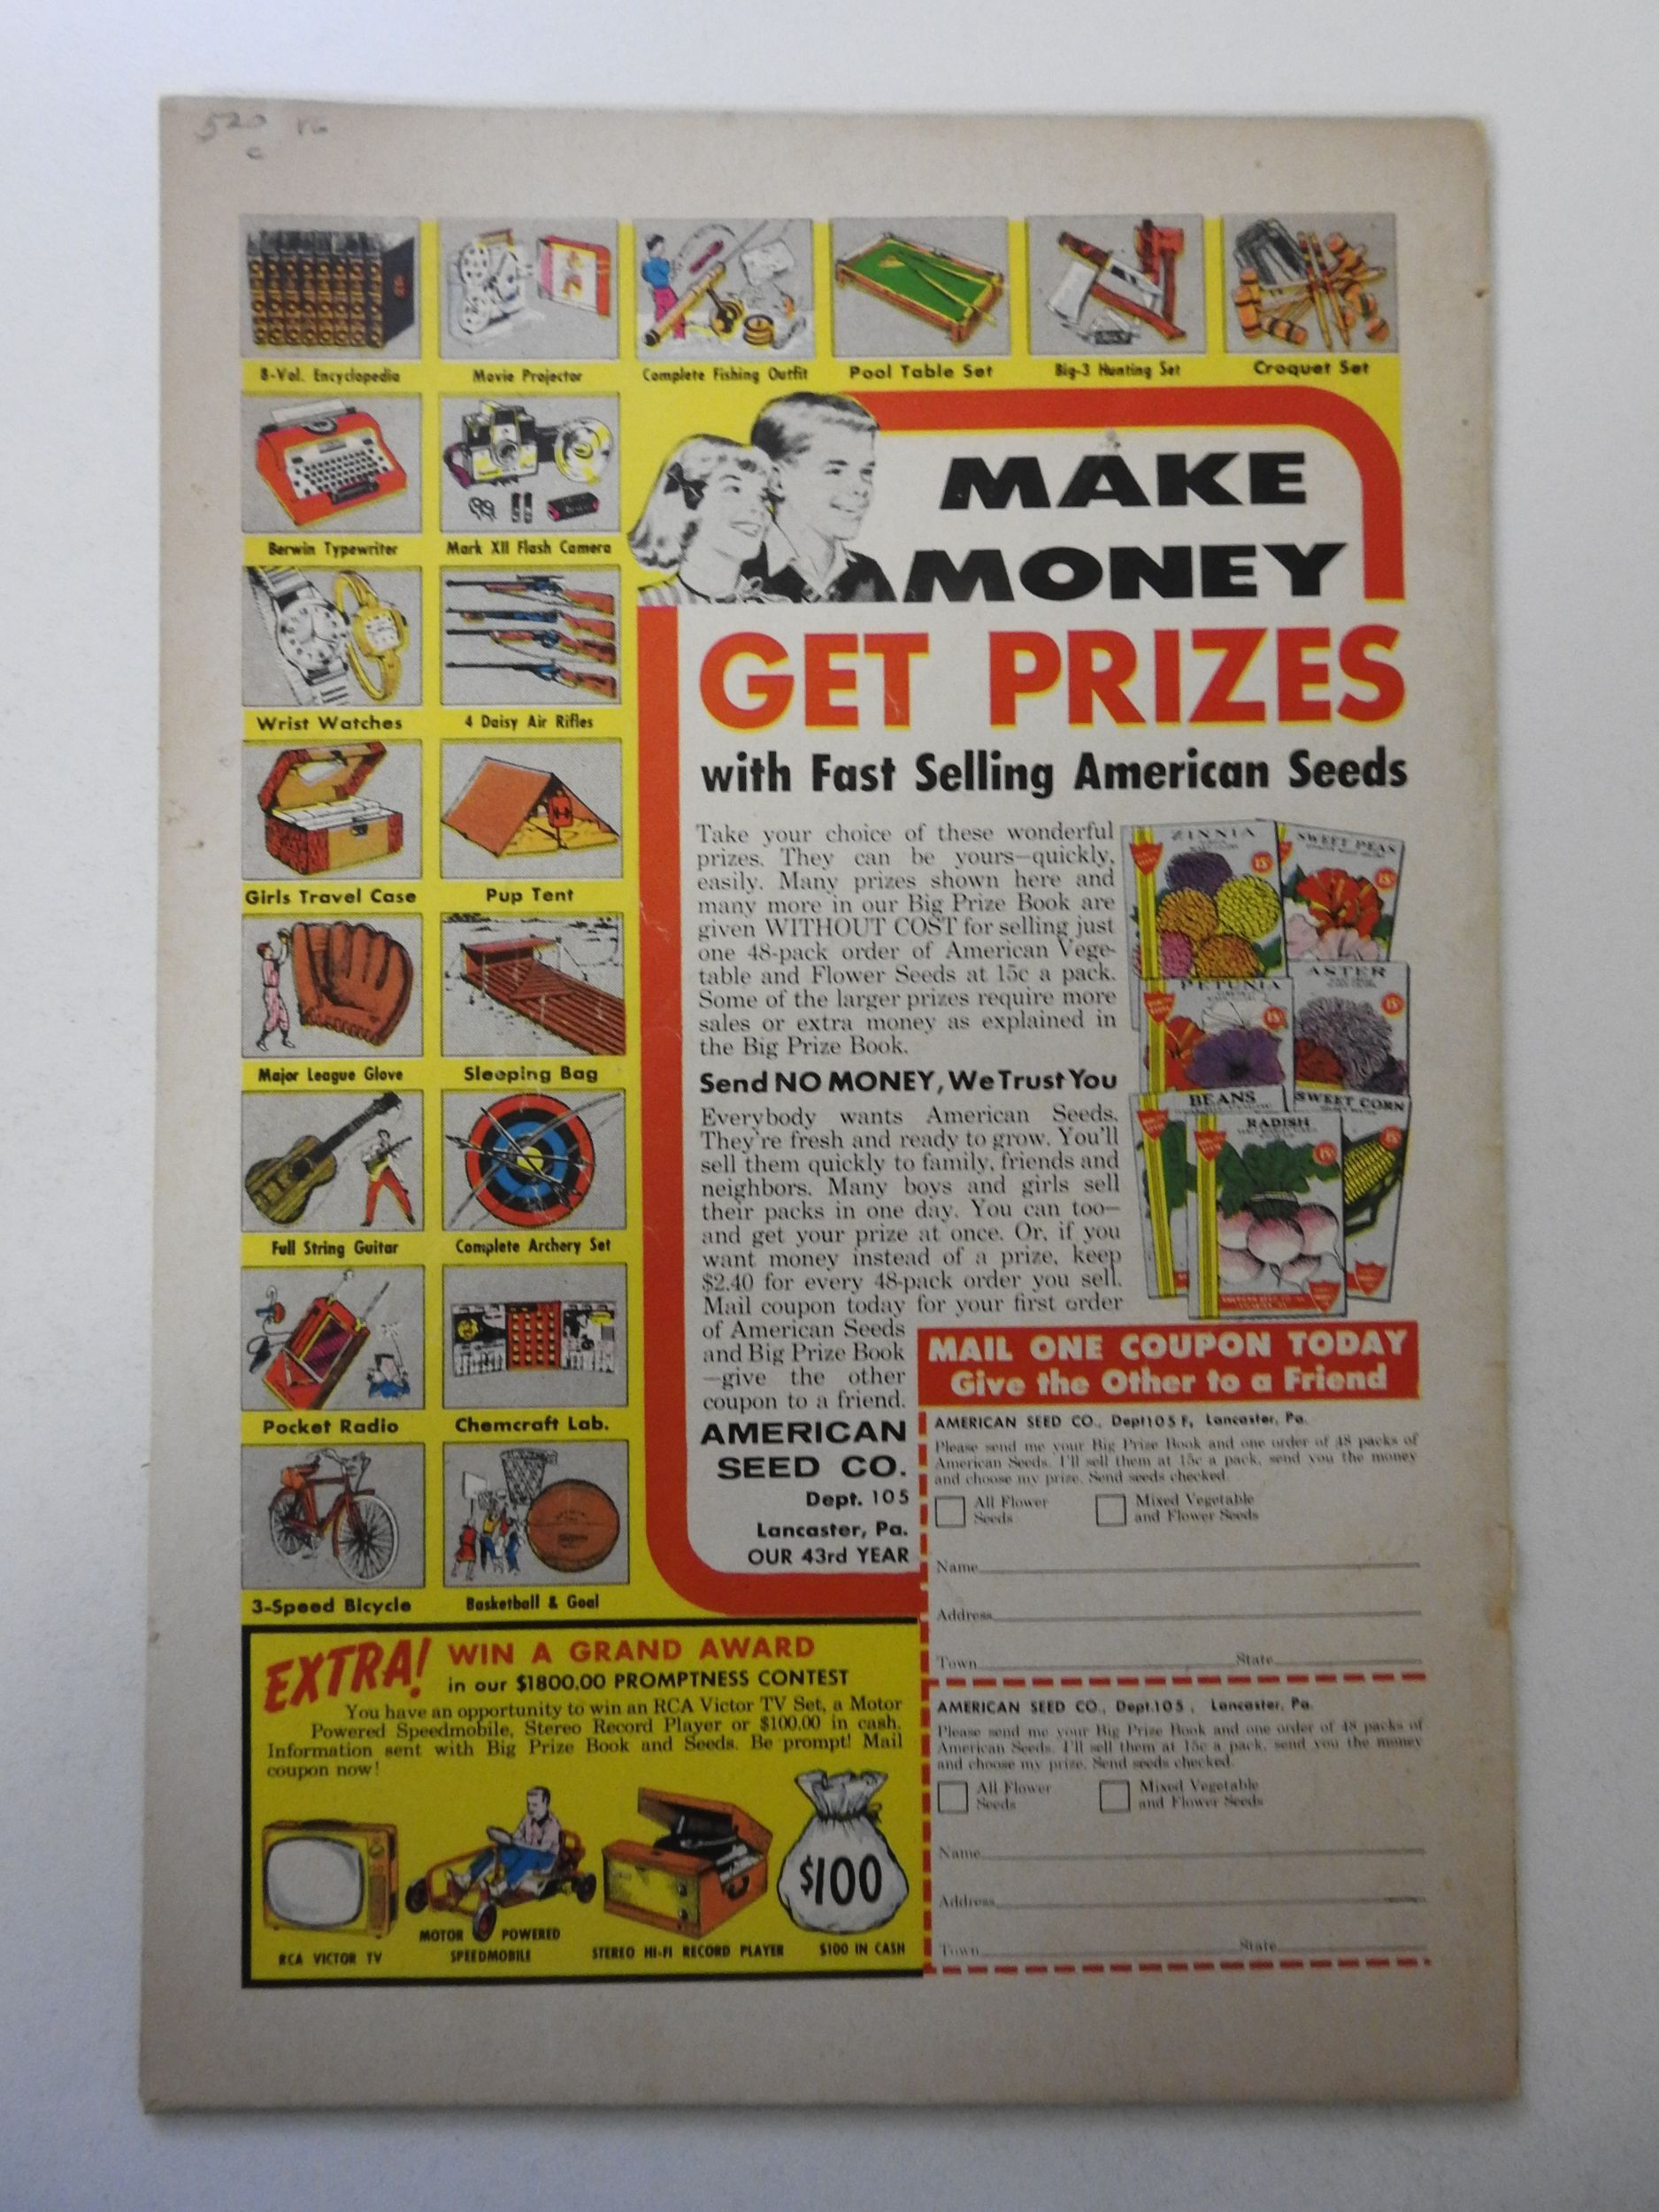 520 VG
c
8-Vol. Encyclopedia
Movie Projector
Complete Fishing Outfit
Pool Table Set
Big-3 Hunting Set
Croquet Set
Berwin Typewriter
Mark XII Flash Camera
Wrist Watches
4 Daisy Air Rifles
Girls Travel Case
Pup Tent
Major League Glove
Sleeping Bag
Full String Guitar
Complete Archery Set
Pocket Radio
Chemcraft Lab.
3-Speed Bicycle
Basketball & Goal
MAKE
MONEY
GET PRIZES
with Fast Selling American Seeds
Take your choice of these wonderful
prizes. They can be yours—quickly,
easily. Many prizes shown here and
many more in our Big Prize Book are
given WITHOUT COST for selling just
one 48-pack order of American Vege-
table and Flower Seeds at 15c a pack.
Some of the larger prizes require more
sales or extra money as explained in
the Big Prize Book.
Send NO MONEY, We Trust You
Everybody wants American Seeds.
They're fresh and ready to grow. You'll
sell them quickly to family, friends and
neighbors. Many boys and girls sell
their packs in one day. You can too—
and get your prize at once. Or, if you
want money instead of a prize, keep
$2.40 for every 48-pack order you sell.
Mail coupon today for your first order
of American Seeds
and Big Prize Book
—give the other
coupon to a friend.
AMERICAN
SEED CO.
Dept. 105
Lancaster, Pa.
OUR 43rd YEAR
ZINNIA
15¢
SWEET PEAS
15¢
PETUNIA
15¢
ASTER
15¢
BEANS
SWEET CORN
15¢
RADISH
15¢
MAIL ONE COUPON TODAY
Give the Other to a Friend
AMERICAN SEED CO., Dept 105 F, Lancaster, Pa.
Please send me your Big Prize Book and one order of 48 packs of
American Seeds. I'll sell them at 15c a pack, send you the money
and choose my prize. Send seeds checked.
All Flower Seeds
Mixed Vegetable and Flower Seeds
Name
Address
Town State
AMERICAN SEED CO., Dept. 105, Lancaster, Pa.
Please send me your Big Prize Book and one order of 48 packs of
American Seeds. I'll sell them at 15c a pack, send you the money
and choose my prize. Send seeds checked.
All Flower Seeds
Mixed Vegetable and Flower Seeds
Name
Address
Town State
EXTRA! WIN A GRAND AWARD
in our $1800.00 PROMPTNESS CONTEST
You have an opportunity to win an RCA Victor TV Set, a Motor
Powered Speedmobile, Stereo Record Player or $100.00 in cash.
Information sent with Big Prize Book and Seeds. Be prompt! Mail
coupon now!
$100
RCA VICTOR TV
MOTOR POWERED
SPEEDMOBILE
STEREO HI-FI RECORD PLAYER
$100 IN CASH